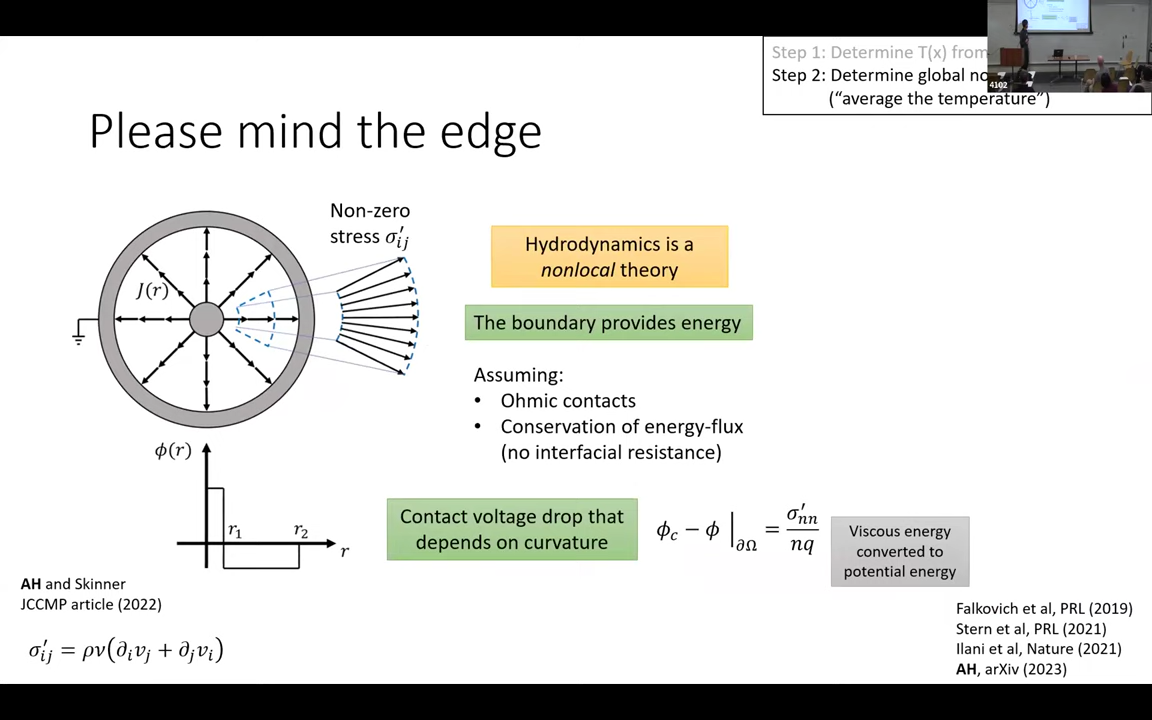 Step 1: Determine T(x) from
Step 2: Determine global no
("average the temperature")
4102
Please mind the edge
Non-zero
stress σ′ij
J(r)
Hydrodynamics is a
nonlocal theory
The boundary provides energy
Assuming:
• Ohmic contacts
• Conservation of energy-flux
(no interfacial resistance)
ϕ(r)
r1
r2
r
Contact voltage drop that
depends on curvature
ϕc − ϕ |∂Ω = σ′nn / nq
Viscous energy
converted to
potential energy
AH and Skinner
JCCMP article (2022)
σ′ij = ρν(∂ivj + ∂jvi)
Falkovich et al, PRL (2019)
Stern et al, PRL (2021)
Ilani et al, Nature (2021)
AH, arXiv (2023)